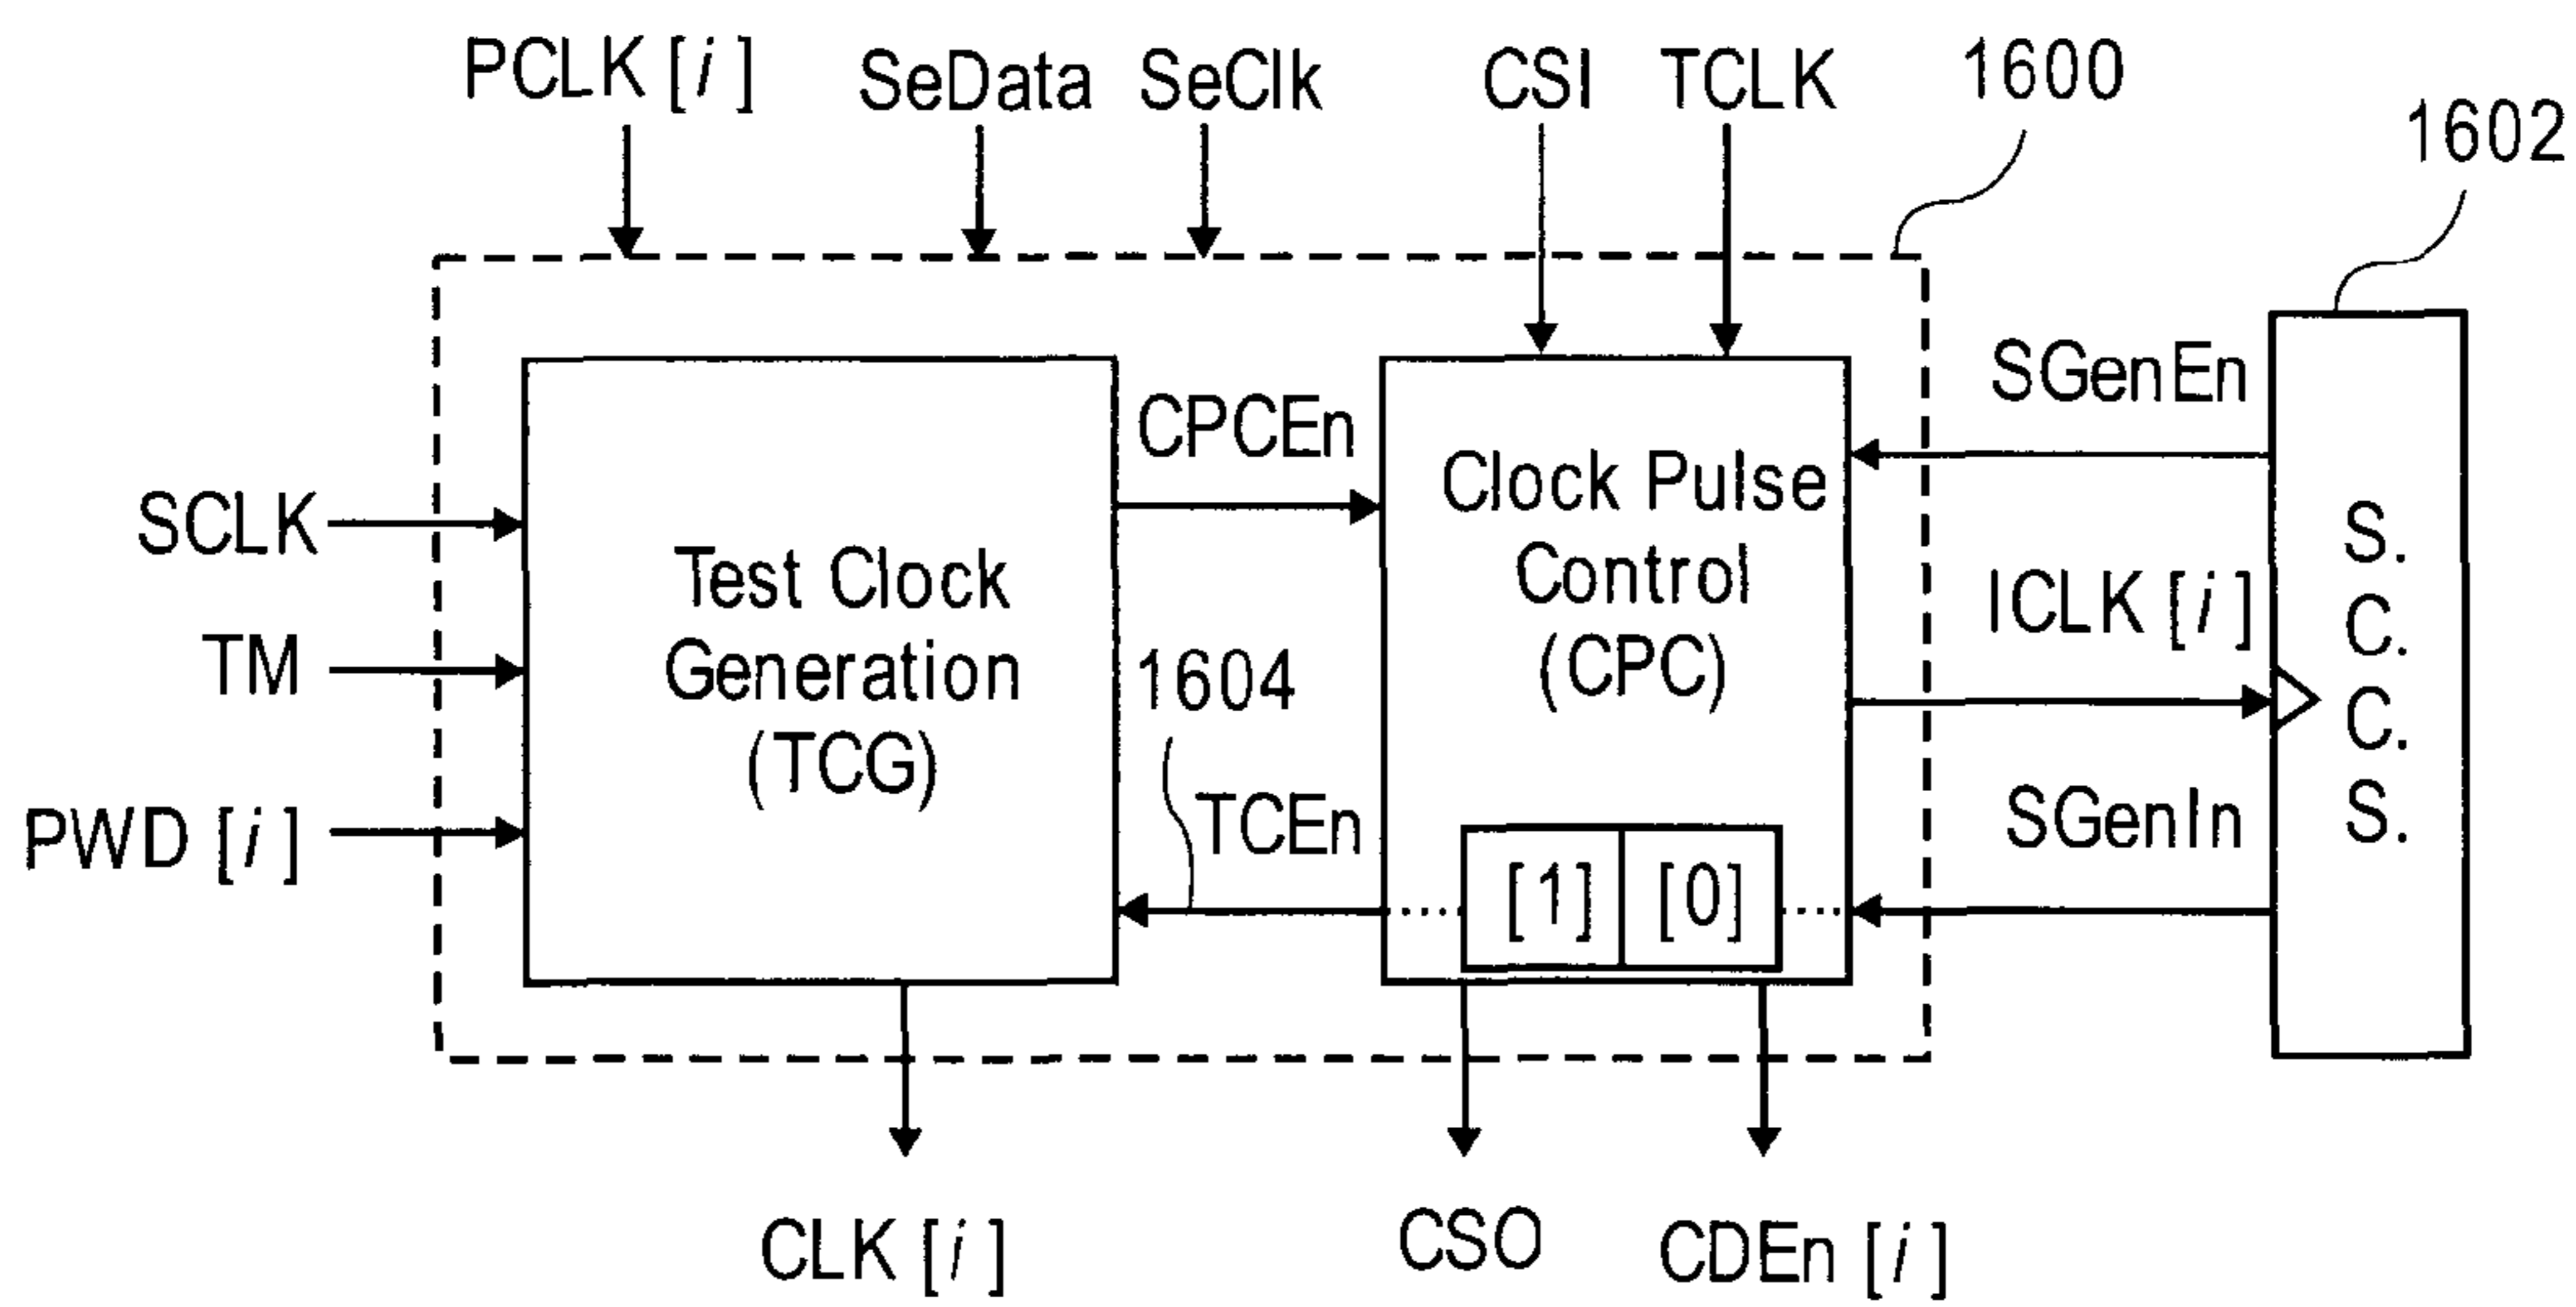 PCLK [i]
SeData
SeClk
CSI
TCLK
1600
1602
SCLK
TM
PWD [i]
Test Clock
Generation
(TCG)
CPCEn
1604
TCEn
Clock Pulse
Control
(CPC)
[1]
[0]
SGenEn
ICLK [i]
SGenIn
S.
C.
C.
S.
CLK [i]
CSO
CDEn [i]